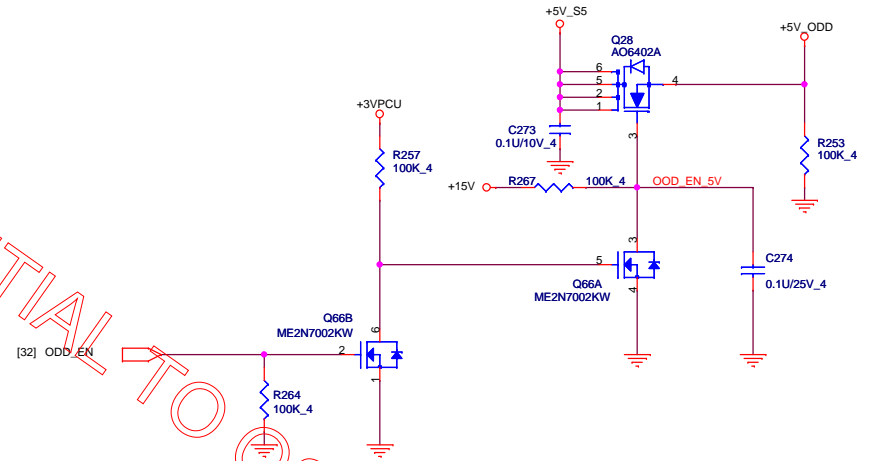 +5V_S5
+5V_ODD
Q28
AO6402A
6
5
2
1
4
3
+3VPCU
C273
0.1U/10V_4
R257
100K_4
R253
100K_4
+15V
R267
100K_4
OOD_EN_5V
3
5
4
Q66A
ME2N7002KW
C274
0.1U/25V_4
Q66B
ME2N7002KW
6
2
1
[32] ODD_EN
R264
100K_4
TIAL TO